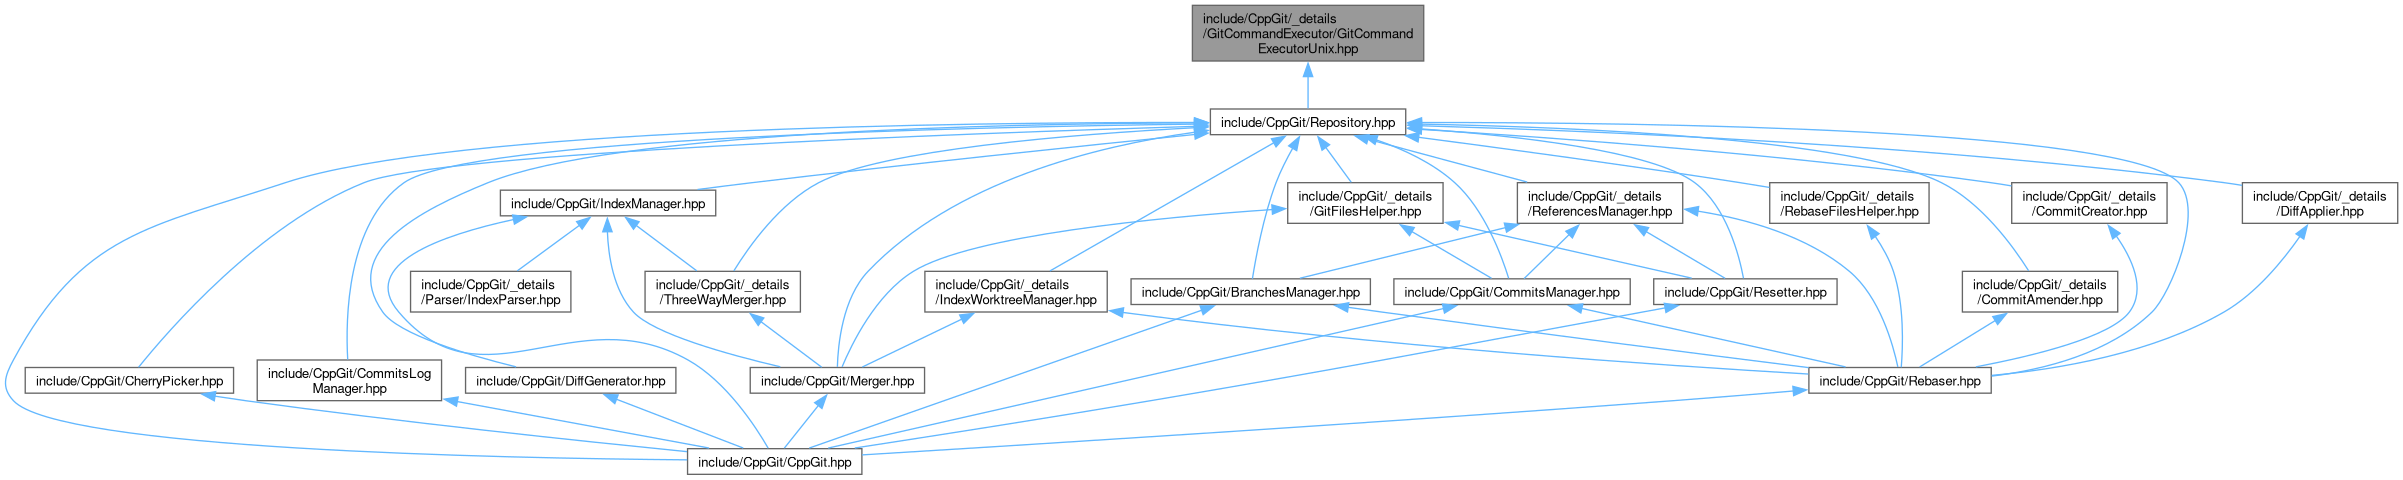 include/CppGit/_details
/GitCommandExecutor/GitCommand
ExecutorUnix.hpp
include/CppGit/Repository.hpp
include/CppGit/IndexManager.hpp
include/CppGit/_details
/GitFilesHelper.hpp
include/CppGit/_details
/ReferencesManager.hpp
include/CppGit/_details
/RebaseFilesHelper.hpp
include/CppGit/_details
/CommitCreator.hpp
include/CppGit/_details
/DiffApplier.hpp
include/CppGit/_details
/Parser/IndexParser.hpp
include/CppGit/_details
/ThreeWayMerger.hpp
include/CppGit/_details
/IndexWorktreeManager.hpp
include/CppGit/BranchesManager.hpp
include/CppGit/CommitsManager.hpp
include/CppGit/Resetter.hpp
include/CppGit/_details
/CommitAmender.hpp
include/CppGit/CherryPicker.hpp
include/CppGit/CommitsLog
Manager.hpp
include/CppGit/DiffGenerator.hpp
include/CppGit/Merger.hpp
include/CppGit/Rebaser.hpp
include/CppGit/CppGit.hpp